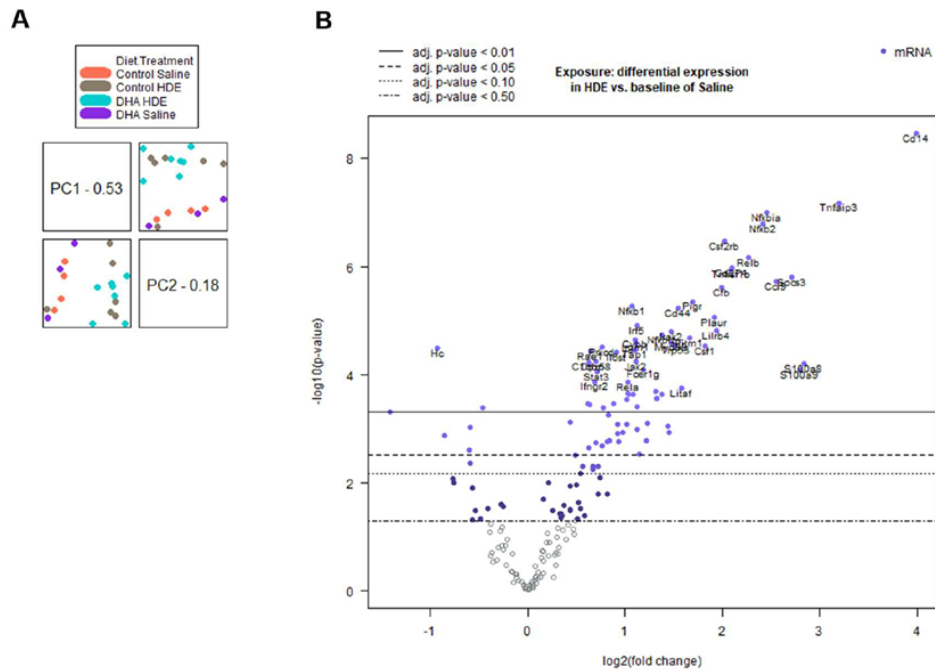 A
B
Diet.Treatment
Control Saline
Control HDE
DHA HDE
DHA Saline
PC1 - 0.53
PC2 - 0.18
adj. p-value < 0.01
adj. p-value < 0.05
adj. p-value < 0.10
adj. p-value < 0.50
Exposure: differential expression
in HDE vs. baseline of Saline
mRNA
-log10(p-value)
8
6
4
2
0
Cd14
Tnfaip3
Nfkbia
Nfkb2
Csf2rb
Relb
Socs3
Ccl9
Cfb
Pigr
Nfkb1
Cd44
Plaur
Irf5
Lilrb4
Csf1
Hc
Tap1
Jak2
Fcer1g
S100a8
S100a9
Stat3
Ifngr2
Rela
Litaf
-1
0
1
2
3
4
log2(fold change)